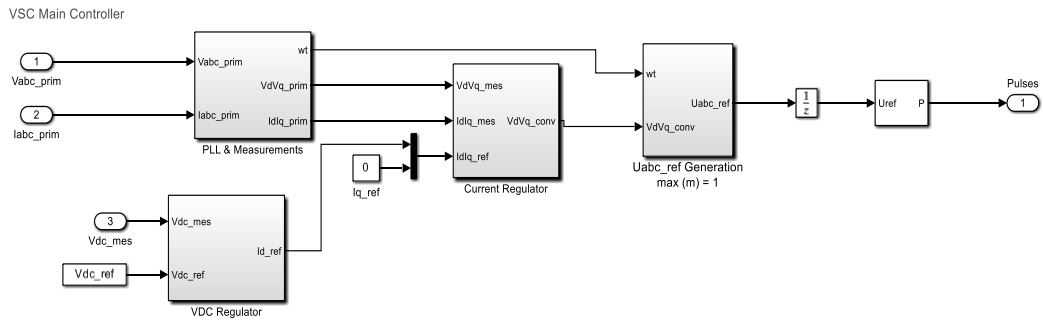 VSC Main Controller
1
Vabc_prim
2
Iabc_prim
Vabc_prim
Iabc_prim
wt
VdVq_prim
IdIq_prim
PLL & Measurements
VdVq_mes
IdIq_mes
IdIq_ref
VdVq_conv
Current Regulator
0
Iq_ref
wt
VdVq_conv
Uabc_ref
Uabc_ref Generation
max (m) = 1
1
z
Uref
P
Pulses
1
3
Vdc_mes
Vdc_ref
Vdc_mes
Vdc_ref
Id_ref
VDC Regulator